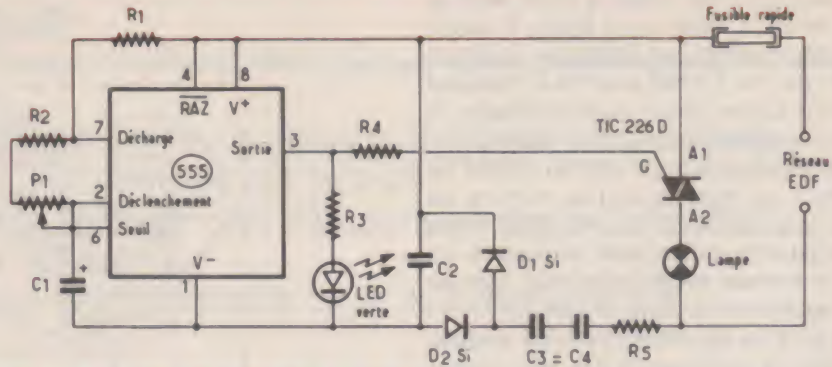 Fusible rapide
R1
4
8
RAZ
V+
R2
7
Décharge
Sortie
3
R4
TIC 226 D
A1
G
Réseau
EDF
555
P1
2
Déclenchement
6
Seuil
R3
A2
C1
+
V-
1
LED
verte
C2
D1 Si
Lampe
D2 Si
C3 = C4
R5